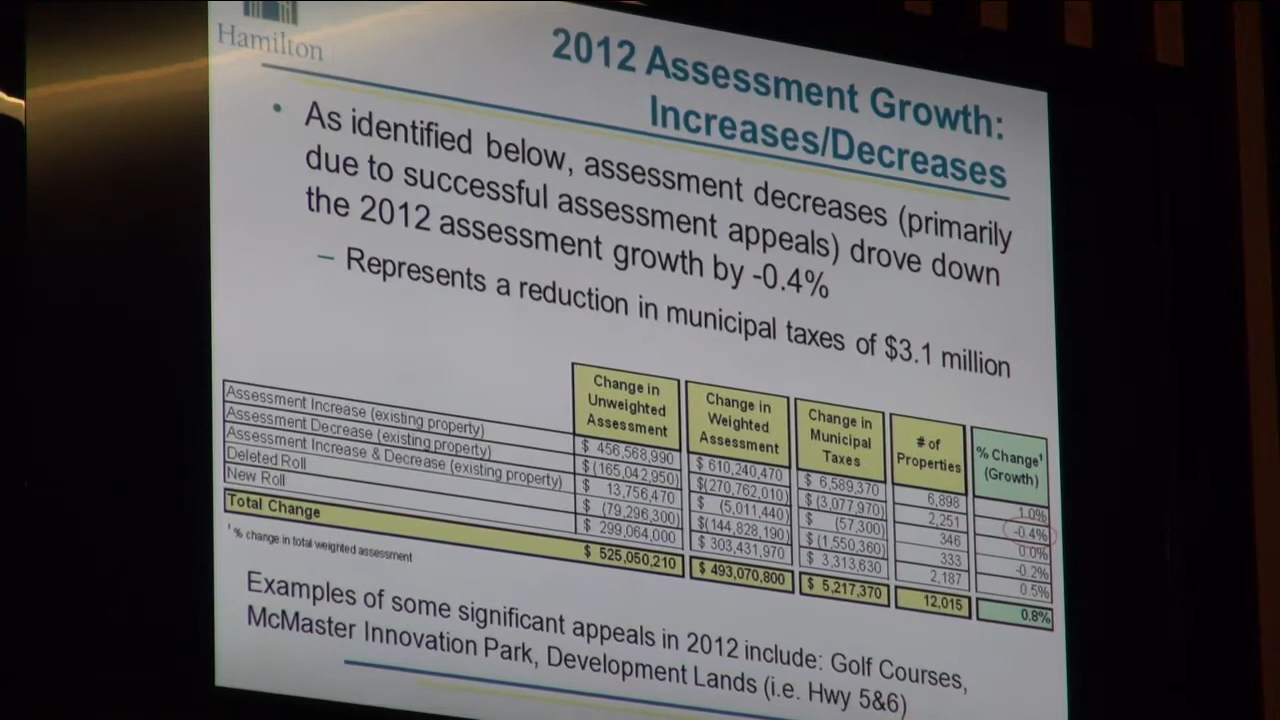 Hamilton
2012 Assessment Growth:
Increases/Decreases
• As identified below, assessment decreases (primarily
due to successful assessment appeals) drove down
the 2012 assessment growth by -0.4%
– Represents a reduction in municipal taxes of $3.1 million
Change in Unweighted Assessment Change in Weighted Assessment Change in Municipal Taxes # of Properties % Change¹ (Growth)
Assessment Increase (existing property) $ 456,568,990 $ 610,240,470 $ 6,589,370 6,898 1.0%
Assessment Decrease (existing property) $ (165,042,950) $(270,762,010) $ (3,077,970) 2,251 -0.4%
Assessment Increase & Decrease (existing property) $ 13,756,470 $ (5,011,440) $ (57,300) 346 0.0%
Deleted Roll $ (79,296,300) $(144,828,190) $ (1,550,360) 333 -0.2%
New Roll $ 299,064,000 $ 303,431,970 $ 3,313,630 2,187 0.5%
Total Change $ 525,050,210 $ 493,070,800 $ 5,217,370 12,015 0.8%
¹ % change in total weighted assessment
Examples of some significant appeals in 2012 include: Golf Courses,
McMaster Innovation Park, Development Lands (i.e. Hwy 5&6)